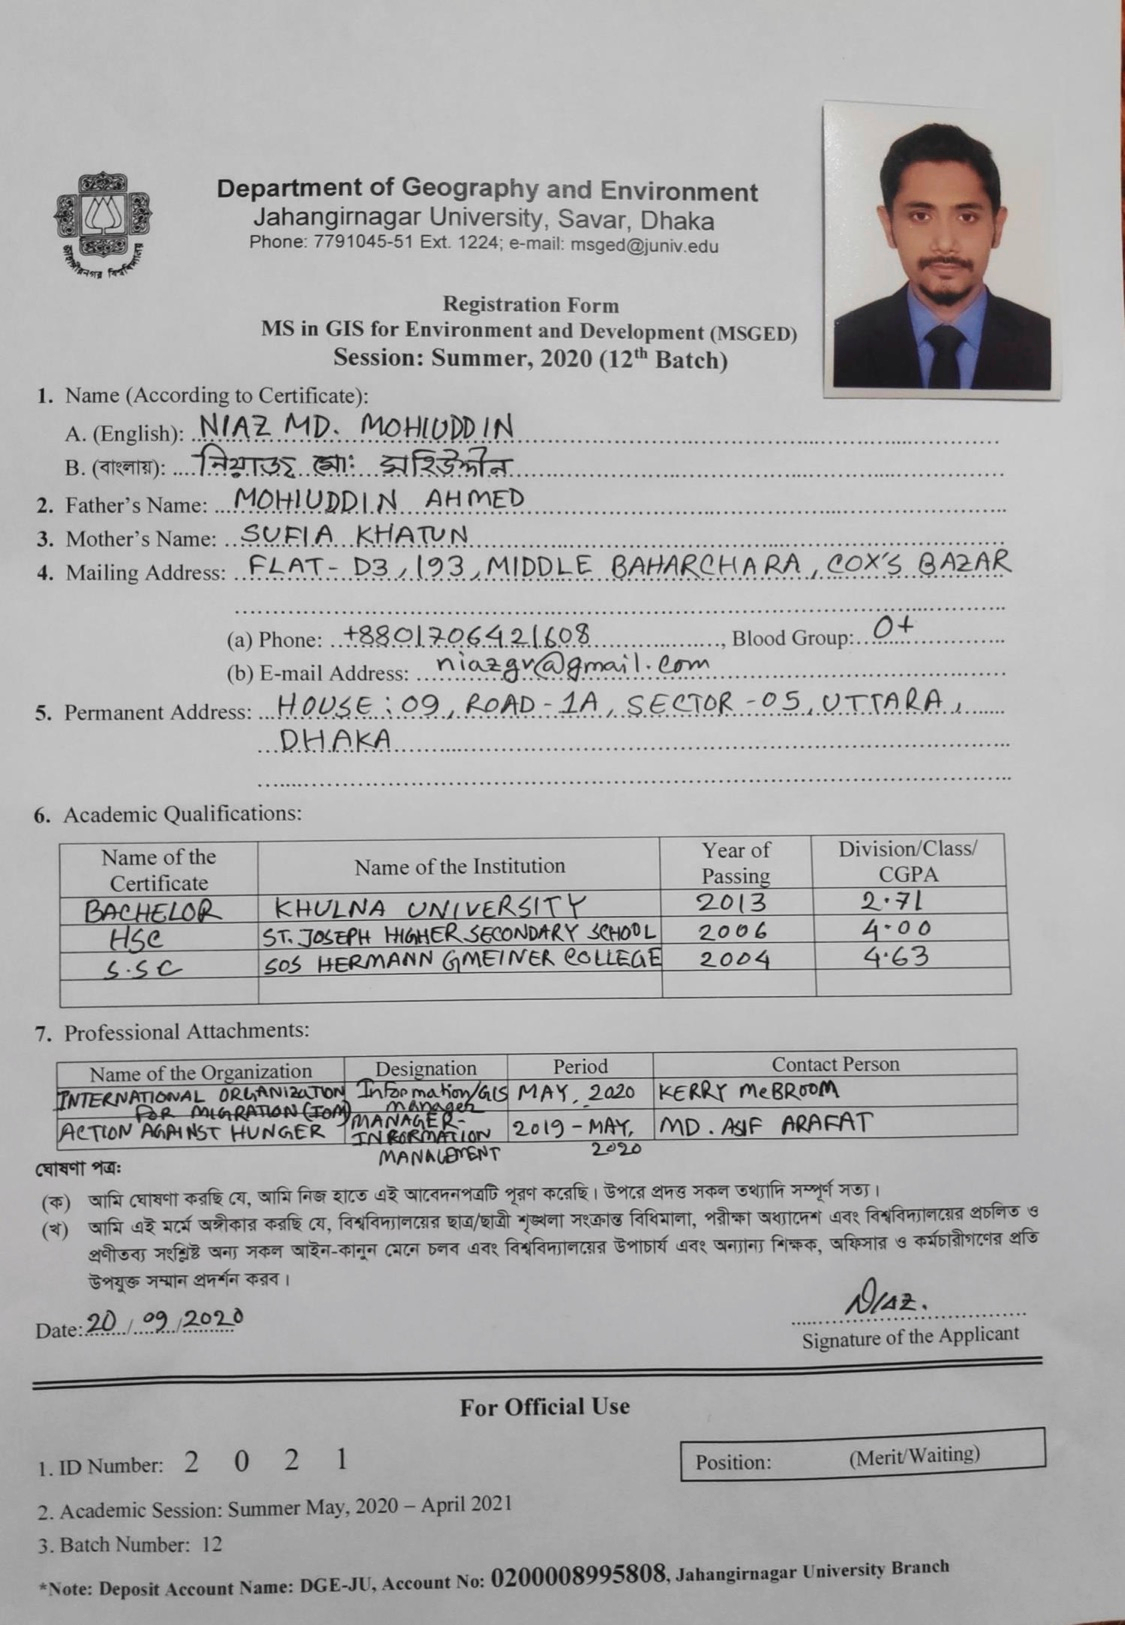 জাহাঙ্গীরনগর বিশ্ববিদ্যালয়
Department of Geography and Environment
Jahangirnagar University, Savar, Dhaka
Phone: 7791045-51 Ext. 1224; e-mail: msged@juniv.edu
Registration Form
MS in GIS for Environment and Development (MSGED)
Session: Summer, 2020 (12th Batch)
1. Name (According to Certificate):
A. (English): NIAZ MD. MOHIUDDIN
B. (বাংলায়): নিয়াজ মো: মহিউদ্দীন
2. Father's Name: MOHIUDDIN AHMED
3. Mother's Name: SUFIA KHATUN
4. Mailing Address: FLAT- D3, 193, MIDDLE BAHARCHARA, COX'S BAZAR
(a) Phone: +8801706421608, Blood Group: O+
(b) E-mail Address: niazgv@gmail.com
5. Permanent Address: HOUSE: 09, ROAD-1A, SECTOR-05, UTTARA,
DHAKA
6. Academic Qualifications:
Name of the Certificate Name of the Institution Year of Passing Division/Class/CGPA
BACHELOR KHULNA UNIVERSITY 2013 2.71
HSC ST. JOSEPH HIGHER SECONDARY SCHOOL 2006 4.00
S.SC SOS HERMANN GMEINER COLLEGE 2004 4.63
7. Professional Attachments:
Name of the Organization Designation Period Contact Person
INTERNATIONAL ORGANIZATION FOR MIGRATION (IOM) Information/GIS Manager MAY, 2020 KERRY McBROOM
ACTION AGAINST HUNGER MANAGER- INFORMATION MANAGEMENT 2019 - MAY, 2020 MD. ASIF ARAFAT
ঘোষণা পত্র:
(ক) আমি ঘোষণা করছি যে, আমি নিজ হাতে এই আবেদনপত্রটি পূরণ করেছি। উপরে প্রদত্ত সকল তথ্যাদি সম্পূর্ণ সত্য।
(খ) আমি এই মর্মে অঙ্গীকার করছি যে, বিশ্ববিদ্যালয়ের ছাত্র/ছাত্রী শৃঙ্খলা সংক্রান্ত বিধিমালা, পরীক্ষা অধ্যাদেশ এবং বিশ্ববিদ্যালয়ের প্রচলিত ও
প্রণীতব্য সংশ্লিষ্ট অন্য সকল আইন-কানুন মেনে চলব এবং বিশ্ববিদ্যালয়ের উপাচার্য এবং অন্যান্য শিক্ষক, অফিসার ও কর্মচারীগণের প্রতি
উপযুক্ত সম্মান প্রদর্শন করব।
Date: 20 / 09 / 2020
NIAZ.
Signature of the Applicant
For Official Use
1. ID Number: 2 0 2 1
Position: (Merit/Waiting)
2. Academic Session: Summer May, 2020 – April 2021
3. Batch Number: 12
*Note: Deposit Account Name: DGE-JU, Account No: 0200008995808, Jahangirnagar University Branch